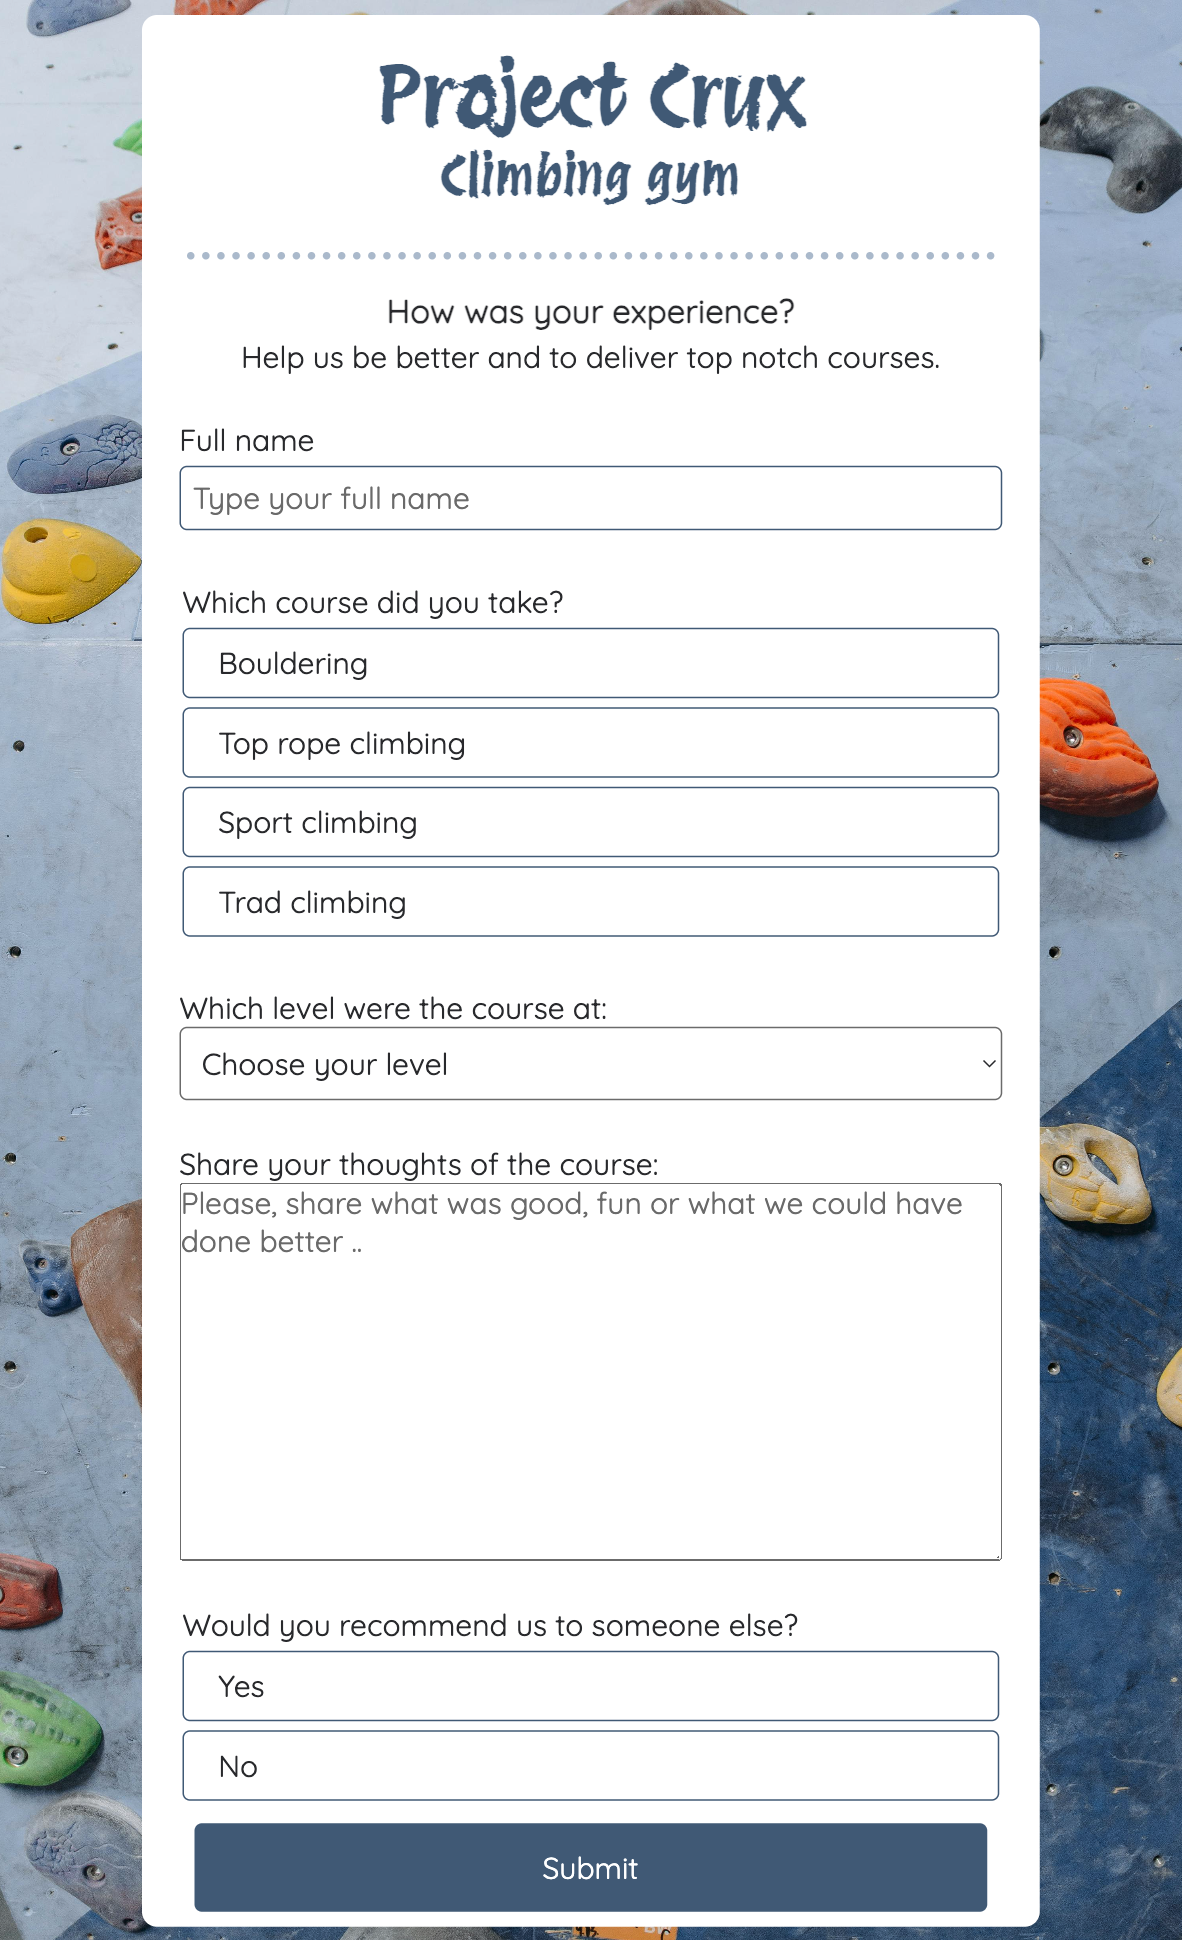 Project Crux
Climbing gym
How was your experience?
Help us be better and to deliver top notch courses.
Full name
Type your full name
Which course did you take?
Bouldering
Top rope climbing
Sport climbing
Trad climbing
Which level were the course at:
Choose your level
Share your thoughts of the course:
Please, share what was good, fun or what we could have
done better ..
Would you recommend us to someone else?
Yes
No
Submit